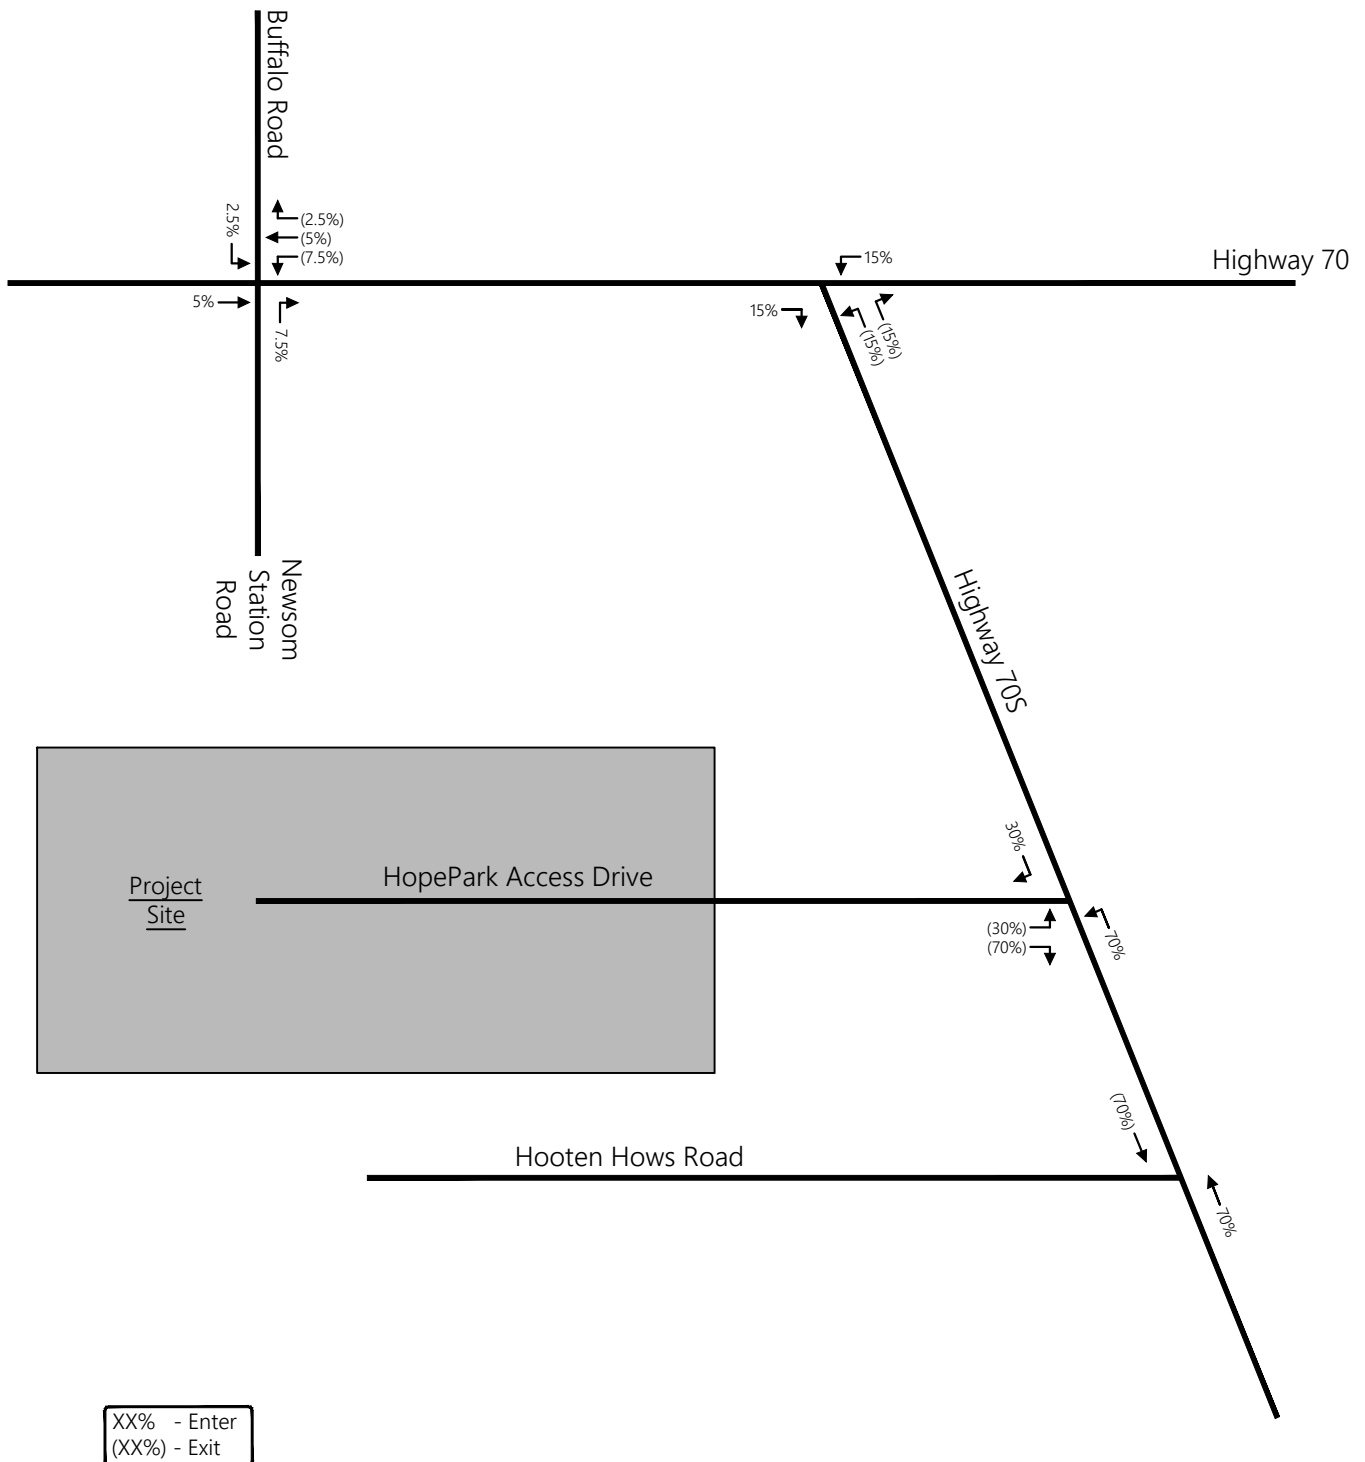 Buffalo Road
2.5%
(2.5%)
(5%)
(7.5%)
5%
7.5%
15%
Highway 70
15%
(15%)
(15%)
Newsom
Station
Road
Highway 70S
30%
HopePark Access Drive
Project
Site
(30%)
(70%)
70%
(70%)
Hooten Hows Road
70%
XX% - Enter
(XX%) - Exit